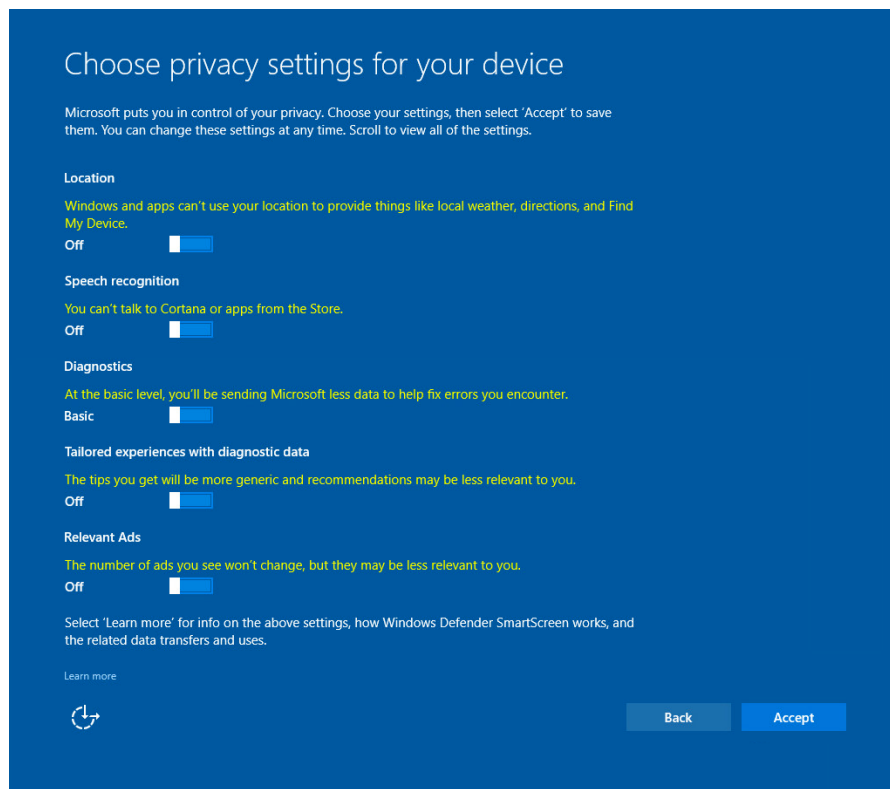 Choose privacy settings for your device
Microsoft puts you in control of your privacy. Choose your settings, then select ‘Accept’ to save
them. You can change these settings at any time. Scroll to view all of the settings.
Location
Windows and apps can’t use your location to provide things like local weather, directions, and Find
My Device.
Off
Speech recognition
You can’t talk to Cortana or apps from the Store.
Off
Diagnostics
At the basic level, you’ll be sending Microsoft less data to help fix errors you encounter.
Basic
Tailored experiences with diagnostic data
The tips you get will be more generic and recommendations may be less relevant to you.
Off
Relevant Ads
The number of ads you see won’t change, but they may be less relevant to you.
Off
Select ‘Learn more’ for info on the above settings, how Windows Defender SmartScreen works, and
the related data transfers and uses.
Learn more
Back Accept